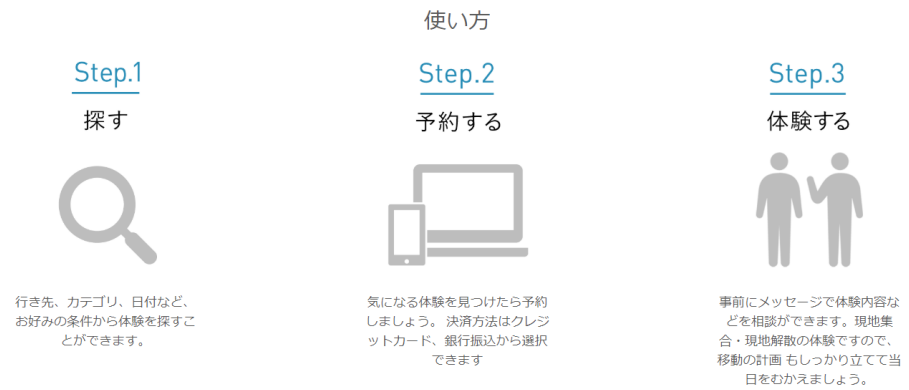 使い方
Step.1
探す
行き先、カテゴリ、日付など、
お好みの条件から体験を探すこ
とができます。
Step.2
予約する
気になる体験を見つけたら予約
しましょう。 決済方法はクレジ
ットカード、銀行振込から選択
できます
Step.3
体験する
事前にメッセージで体験内容な
どを相談ができます。現地集
合・現地解散の体験ですので、
移動の計画 もしっかり立てて当
日をむかえましょう。